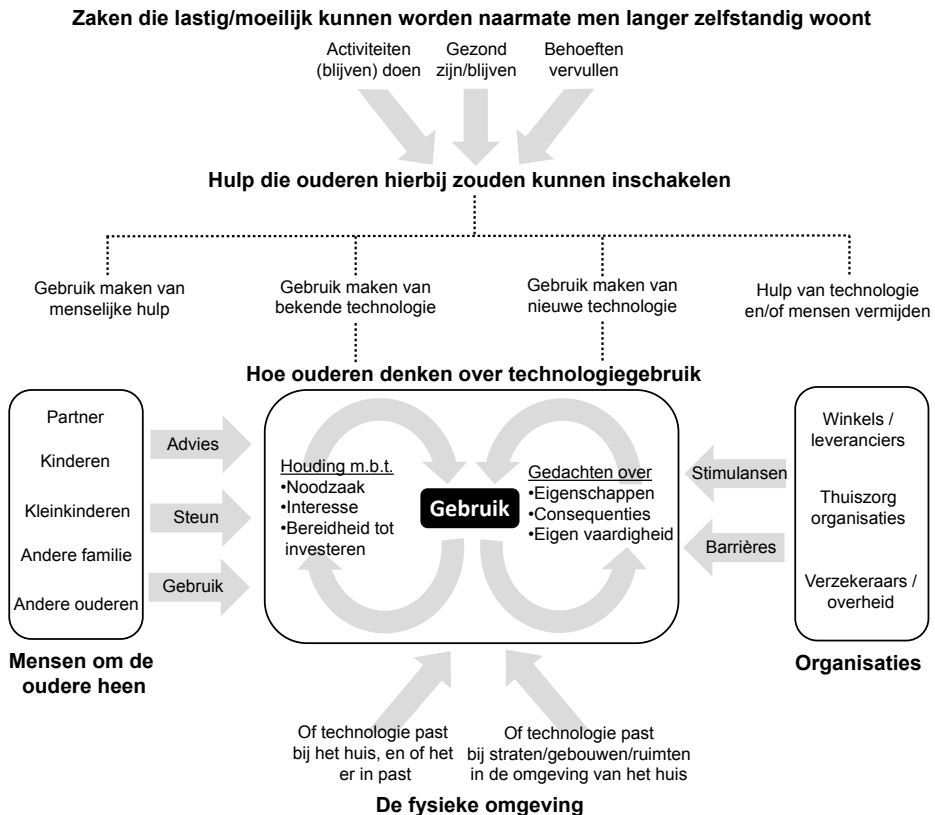 Zaken die lastig/moeilijk kunnen worden naarmate men langer zelfstandig woont
Activiteiten
(blijven) doen
Gezond
zijn/blijven
Behoeften
vervullen
Hulp die ouderen hierbij zouden kunnen inschakelen
Gebruik maken van
menselijke hulp
Gebruik maken van
bekende technologie
Gebruik maken van
nieuwe technologie
Hulp van technologie
en/of mensen vermijden
Hoe ouderen denken over technologiegebruik
Partner
Kinderen
Kleinkinderen
Andere familie
Andere ouderen
Mensen om de
oudere heen
Advies
Steun
Gebruik
Houding m.b.t.
•Noodzaak
•Interesse
•Bereidheid tot
investeren
Gebruik
Gedachten over
•Eigenschappen
•Consequenties
•Eigen vaardigheid
Stimulansen
Barrières
Winkels /
leveranciers
Thuiszorg
organisaties
Verzekeraars /
overheid
Organisaties
Of technologie past
bij het huis, en of het
er in past
Of technologie past
bij straten/gebouwen/ruimten
in de omgeving van het huis
De fysieke omgeving